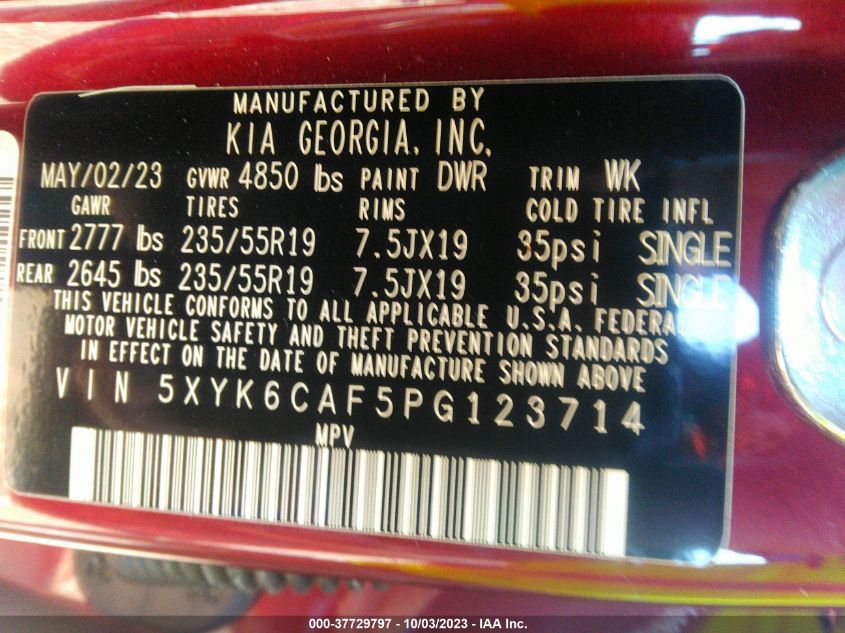 MANUFACTURED BY
KIA GEORGIA, INC.
MAY/02/23 GVWR 4850 lbs PAINT DWR TRIM WK
GAWR TIRES RIMS COLD TIRE INFL
FRONT 2777 lbs 235/55R19 7.5JX19 35psi SINGLE
REAR 2645 lbs 235/55R19 7.5JX19 35psi SINGLE
THIS VEHICLE CONFORMS TO ALL APPLICABLE U.S.A. FEDERAL
MOTOR VEHICLE SAFETY AND THEFT PREVENTION STANDARDS
IN EFFECT ON THE DATE OF MANUFACTURE SHOWN ABOVE
VIN 5XYK6CAF5PG123714
MPV
000-37729797 - 10/03/2023 - IAA Inc.